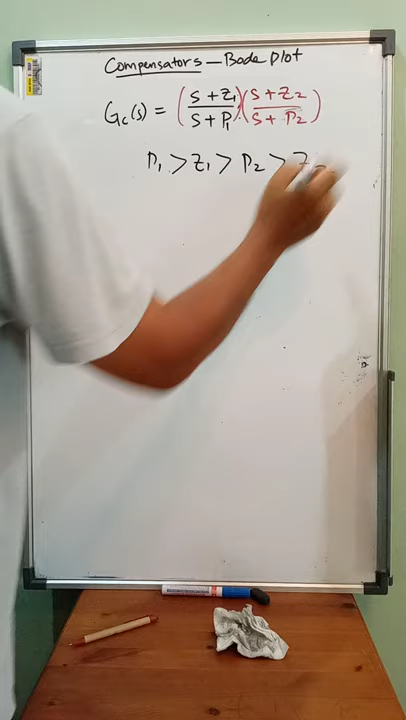 Compensators — Bode plot
Gc(s) = (s+z1/s+p1).(s+z2/s+p2)
p1 > z1 > p2 > z